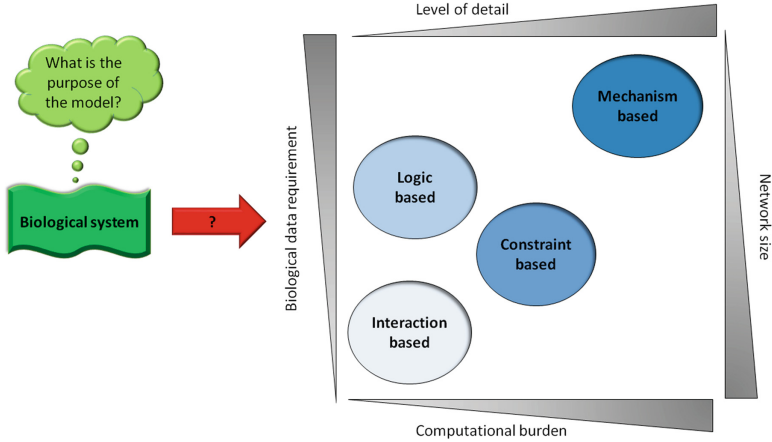 What is the
purpose of
the model?
Biological system
?
Level of detail
Biological data requirement
Mechanism
based
Logic
based
Constraint
based
Interaction
based
Network size
Computational burden